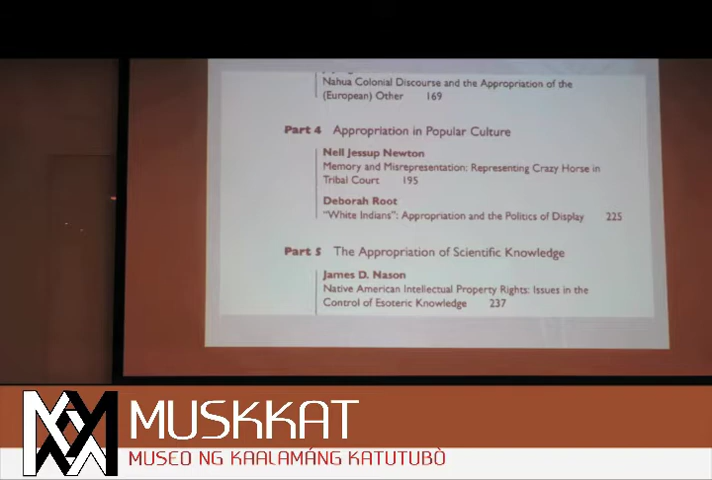 Nahua Colonial Discourse and the Appropriation of the
(European) Other 169
Part 4 Appropriation in Popular Culture
Nell Jessup Newton
Memory and Misrepresentation: Representing Crazy Horse in
Tribal Court 195
Deborah Root
"White Indians": Appropriation and the Politics of Display 225
Part 5 The Appropriation of Scientific Knowledge
James D. Nason
Native American Intellectual Property Rights: Issues in the
Control of Esoteric Knowledge 237
MUSKKAT
MUSEO NG KAALAMÁNG KATUTUBÒ